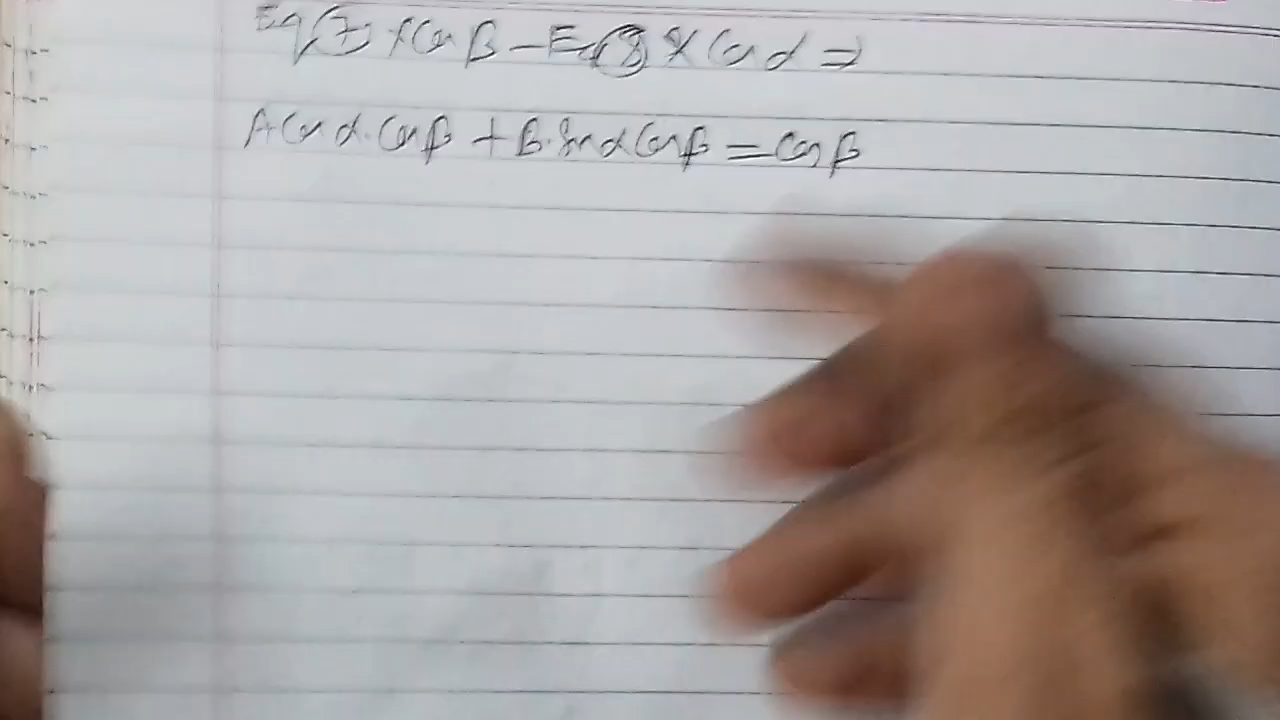 Eq(7) × Cos β − Eq(8) × Cos α ⇒
A Cos α. Cos β + B. Sin α Cos β = Cos β